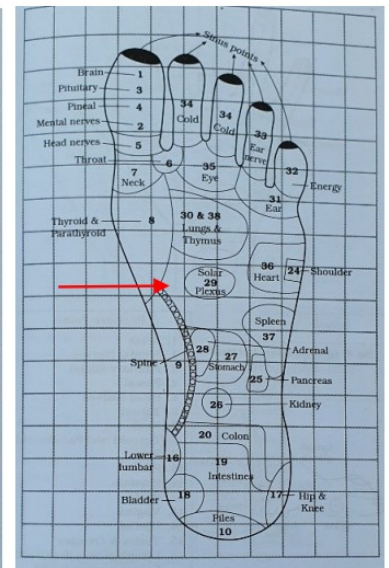 Sinus points
Brain 1
Pituitary 3
Pineal 4
Mental nerves 2
Head nerves 5
Throat 6
7
Neck
34
Cold
34
Cold
33
Ear
nerve
32
Energy
35
Eye
31
Ear
Thyroid & 8
Parathyroid
30 & 38
Lungs &
Thymus
Solar
29
Plexus
36
Heart
24 Shoulder
Spleen
37
Adrenal
Spine 9
28
27
Stomach
25 Pancreas
26
Kidney
20 Colon
Lower 16
lumbar
19
Intestines
Bladder 18
17 Hip &
Knee
Piles
10